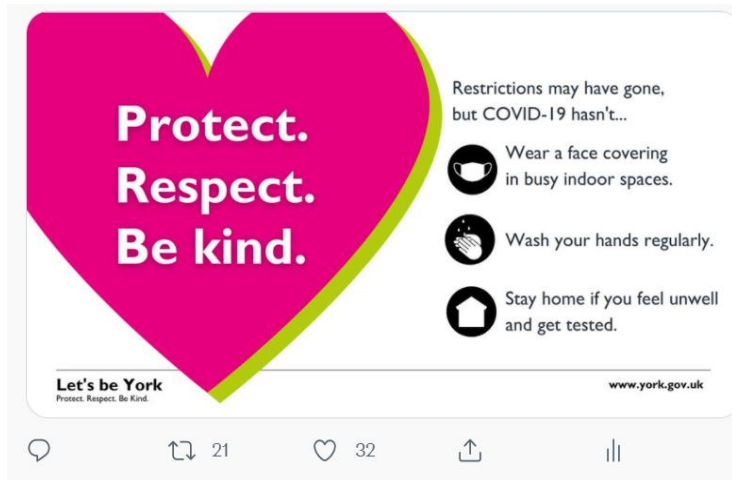 Protect.
Respect.
Be kind.
Restrictions may have gone,
but COVID-19 hasn't...
Wear a face covering
in busy indoor spaces.
Wash your hands regularly.
Stay home if you feel unwell
and get tested.
Let's be York
Protect. Respect. Be Kind.
www.york.gov.uk
21
32